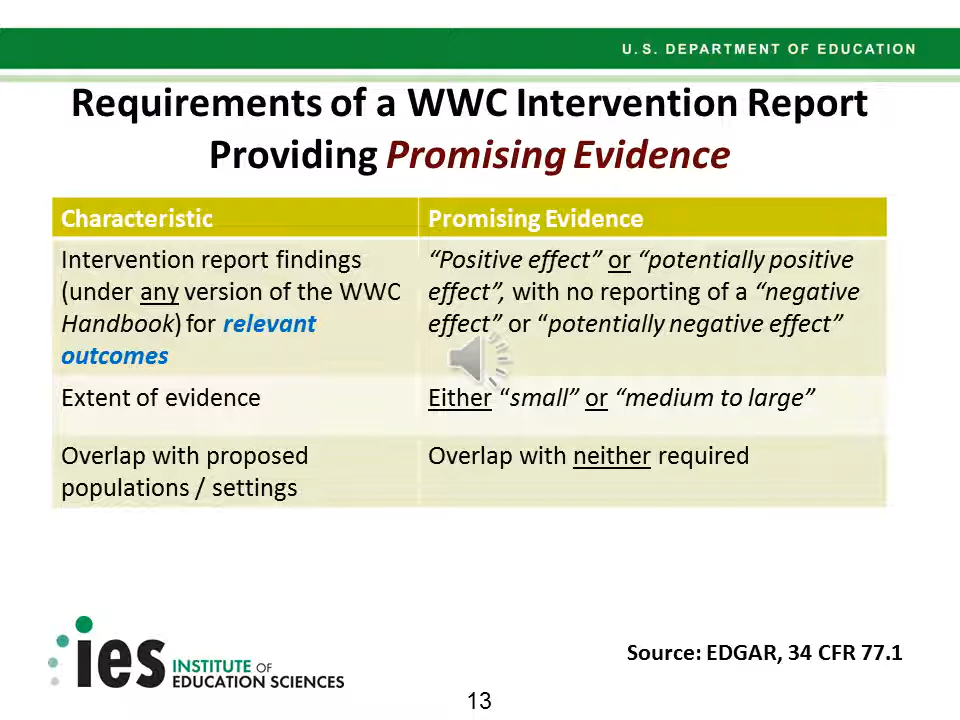 U.S. DEPARTMENT OF EDUCATION
Requirements of a WWC Intervention Report
Providing Promising Evidence
Characteristic
Promising Evidence
Intervention report findings
(under any version of the WWC
Handbook) for relevant
outcomes
“Positive effect” or “potentially positive
effect”, with no reporting of a “negative
effect” or “potentially negative effect”
Extent of evidence
Either “small” or “medium to large”
Overlap with proposed
populations / settings
Overlap with neither required
ies INSTITUTE OF
EDUCATION SCIENCES
Source: EDGAR, 34 CFR 77.1
13